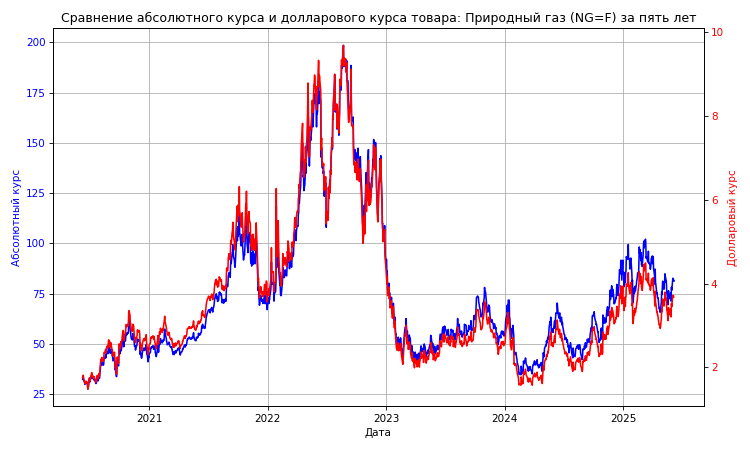 Сравнение абсолютного курса и долларового курса товара: Природный газ (NG=F) за пять лет
200
175
150
125
100
75
50
25
Абсолютный курс
10
8
6
4
2
Долларовый курс
2021 2022 2023 2024 2025
Дата